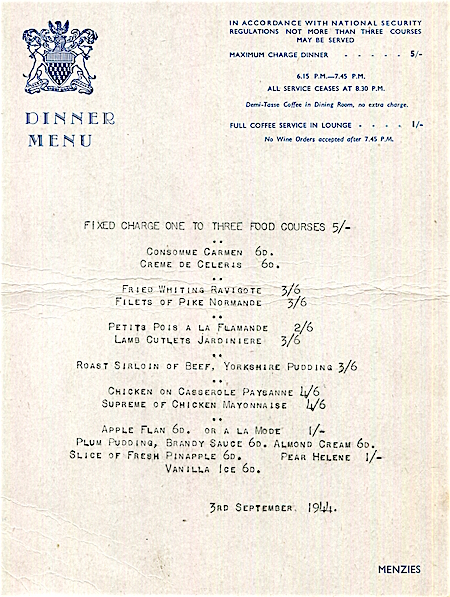 DINNER
MENU
IN ACCORDANCE WITH NATIONAL SECURITY
REGULATIONS NOT MORE THAN THREE COURSES
MAY BE SERVED
MAXIMUM CHARGE DINNER - - - - - 5/-
6.15 P.M.—7.45 P.M.
ALL SERVICE CEASES AT 8.30 P.M.
Demi-Tasse Coffee in Dining Room, no extra charge.
FULL COFFEE SERVICE IN LOUNGE - - - - 1/-
No Wine Orders accepted after 7.45 P.M.
FIXED CHARGE ONE TO THREE FOOD COURSES 5/-
CONSOMME CARMEN 6D.
CREME DE CELERIS 6D.
FRIED WHITING RAVIGOTE 3/6
FILETS OF PIKE NORMANDE 3/6
PETITS POIS A LA FLAMANDE 2/6
LAMB CUTLETS JARDINIERE 3/6
ROAST SIRLOIN OF BEEF, YORKSHIRE PUDDING 3/6
CHICKEN ON CASSEROLE PAYSANNE 4/6
SUPREME OF CHICKEN MAYONNAISE 4/6
APPLE FLAN 6D. OR A LA MODE 1/-
PLUM PUDDING, BRANDY SAUCE 6D. ALMOND CREAM 6D.
SLICE OF FRESH PINAPPLE 6D. PEAR HELENE 1/-
VANILLA ICE 6D.
3RD SEPTEMBER. 1944.
MENZIES